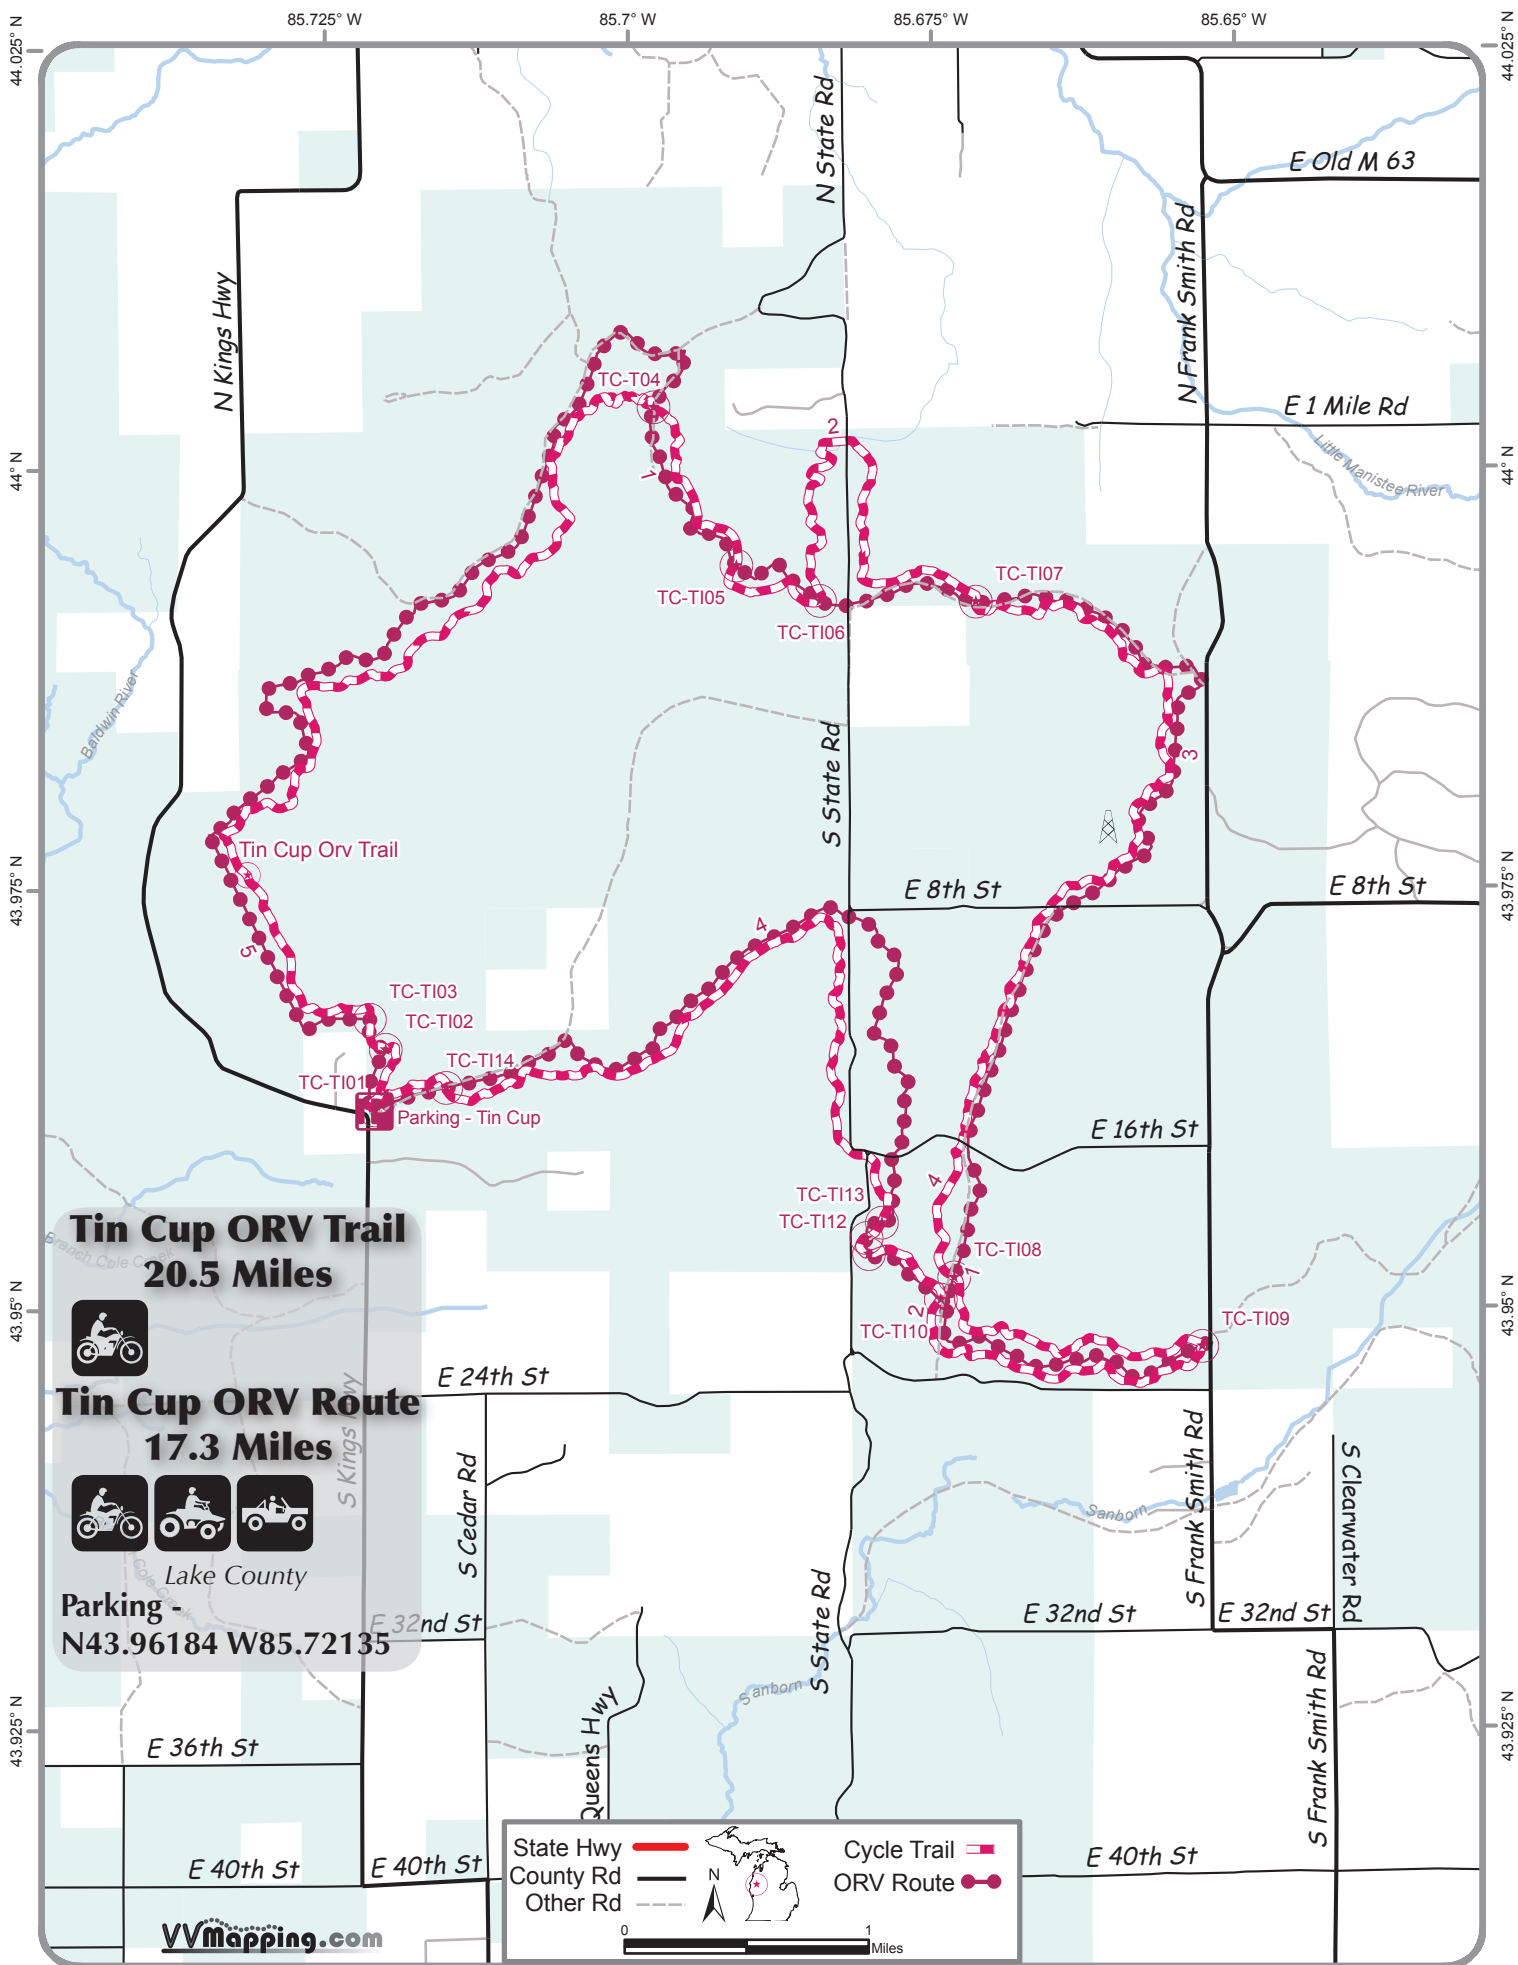 85.725° W
85.7° W
85.675° W
85.65° W
44.025° N
44.025° N
N State Rd
E Old M 63
N Frank Smith Rd
N Kings Hwy
TC-T04
E 1 Mile Rd
2
Little Manistee River
44° N
44° N
1
TC-TI05
TC-TI07
TC-TI06
Baldwin River
S State Rd
3
Tin Cup Orv Trail
43.975° N
43.975° N
E 8th St
E 8th St
4
5
TC-TI03
TC-TI02
TC-TI14
TC-TI01
Parking - Tin Cup
E 16th St
4
TC-TI13
TC-TI12
TC-TI08
1
2
TC-TI10
TC-TI09
43.95° N
43.95° N
Tin Cup ORV Trail
Branch Cole Creek
20.5 Miles
E 24th St
Tin Cup ORV Route
17.3 Miles
S Kings Hwy
S Cedar Rd
S Frank Smith Rd
S Clearwater Rd
Sanborn
Lake County
Cole Creek
Parking -
N43.96184 W85.72135
E 32nd St
E 32nd St
E 32nd St
S State Rd
Sanborn
Queens Hwy
S Frank Smith Rd
43.925° N
43.925° N
E 36th St
E 40th St
E 40th St
E 40th St
State Hwy
County Rd
Other Rd
N
Cycle Trail
ORV Route
0
1
Miles
VVMapping.com